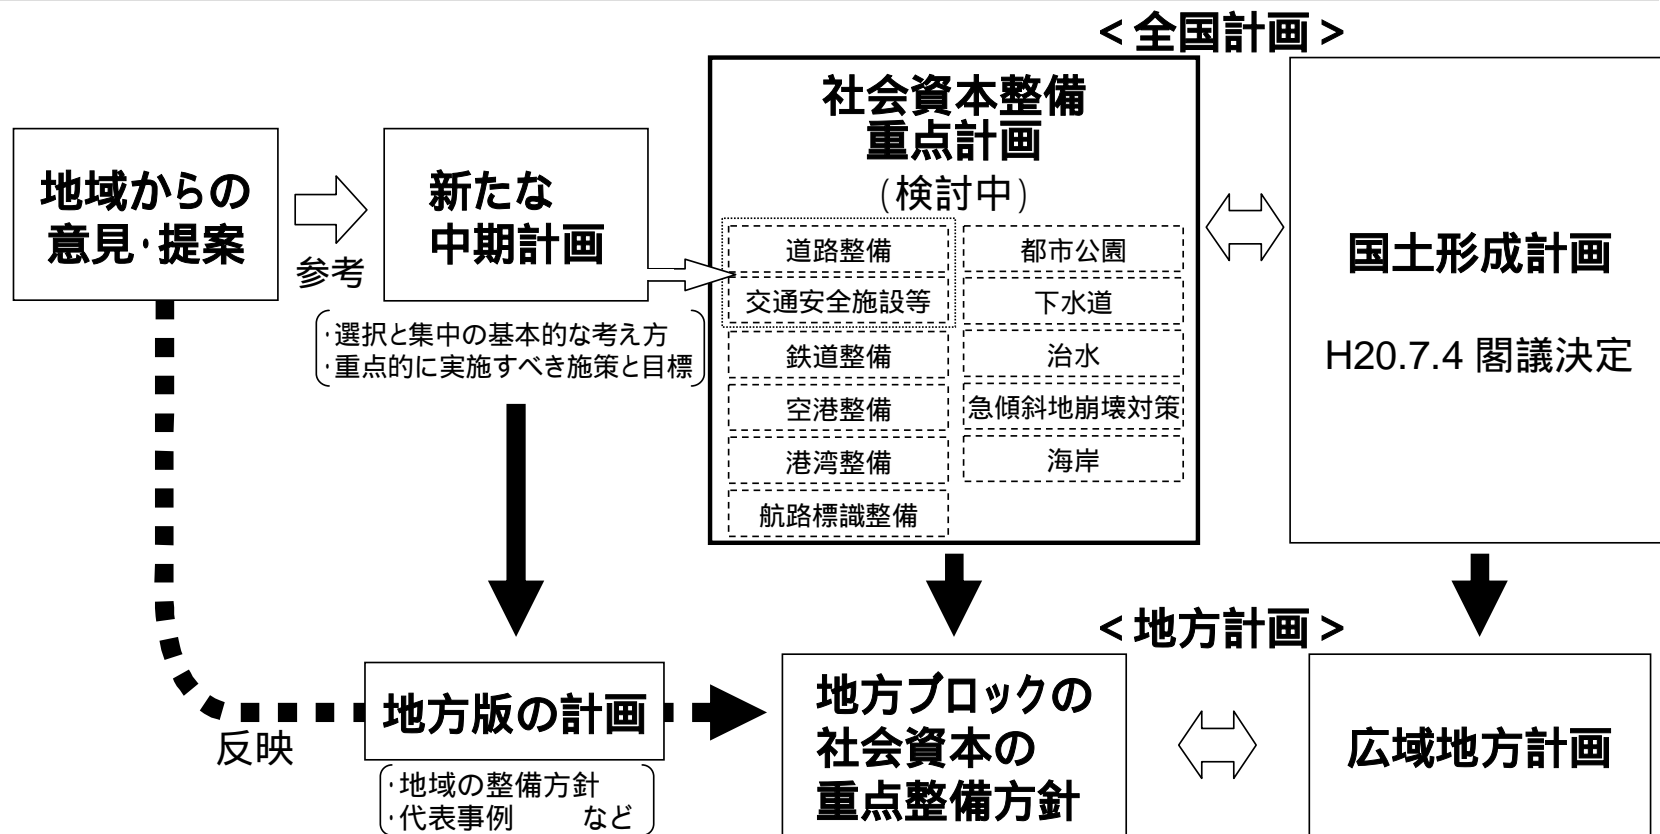 ＜全国計画＞
地域からの
意見・提案
参考
新たな
中期計画
・選択と集中の基本的な考え方
・重点的に実施すべき施策と目標
社会資本整備
重点計画
（検討中）
道路整備
交通安全施設等
鉄道整備
空港整備
港湾整備
航路標識整備
都市公園
下水道
治水
急傾斜地崩壊対策
海岸
国土形成計画
H20.7.4 閣議決定
＜地方計画＞
反映
地方版の計画
・地域の整備方針
・代表事例　　など
地方ブロックの
社会資本の
重点整備方針
広域地方計画